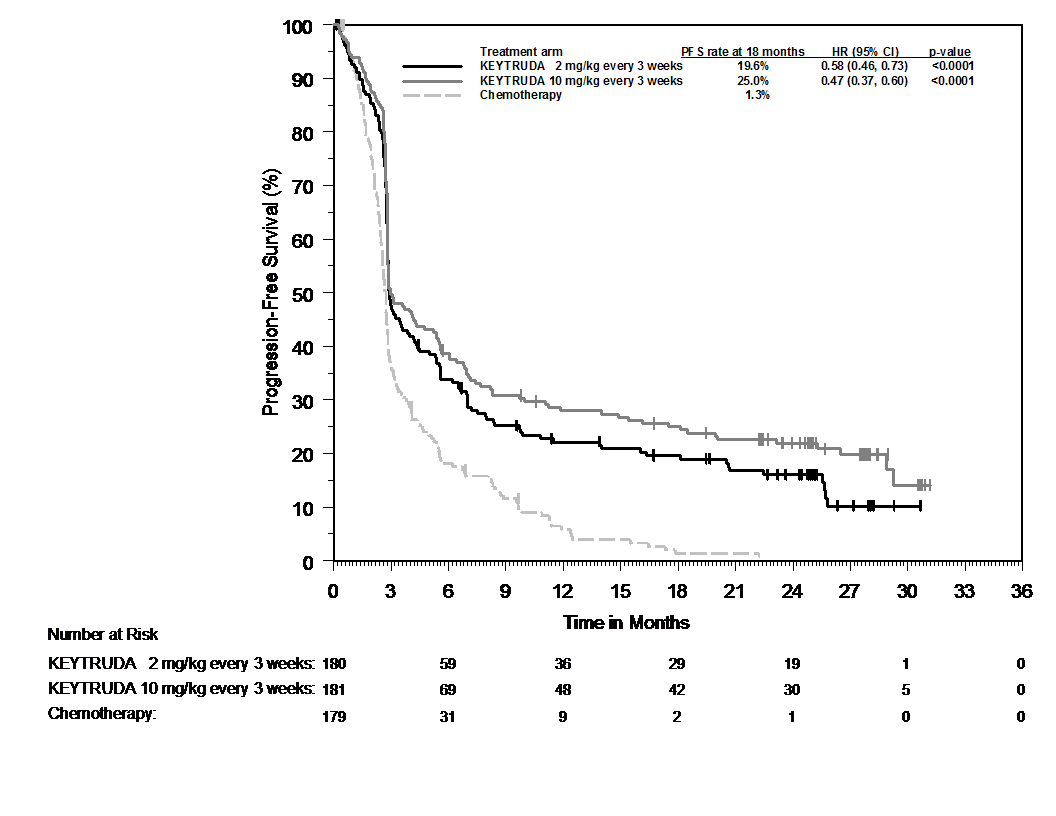 Treatment arm PFS rate at 18 months HR (95% CI) p-value
KEYTRUDA 2 mg/kg every 3 weeks 19.6% 0.58 (0.46, 0.73) <0.0001
KEYTRUDA 10 mg/kg every 3 weeks 25.0% 0.47 (0.37, 0.60) <0.0001
Chemotherapy 1.3%
Progression-Free Survival (%)
100
90
80
70
60
50
40
30
20
10
0
0 3 6 9 12 15 18 21 24 27 30 33 36
Time in Months
Number at Risk
KEYTRUDA 2 mg/kg every 3 weeks: 180 59 36 29 19 1 0
KEYTRUDA 10 mg/kg every 3 weeks: 181 69 48 42 30 5 0
Chemotherapy: 179 31 9 2 1 0 0